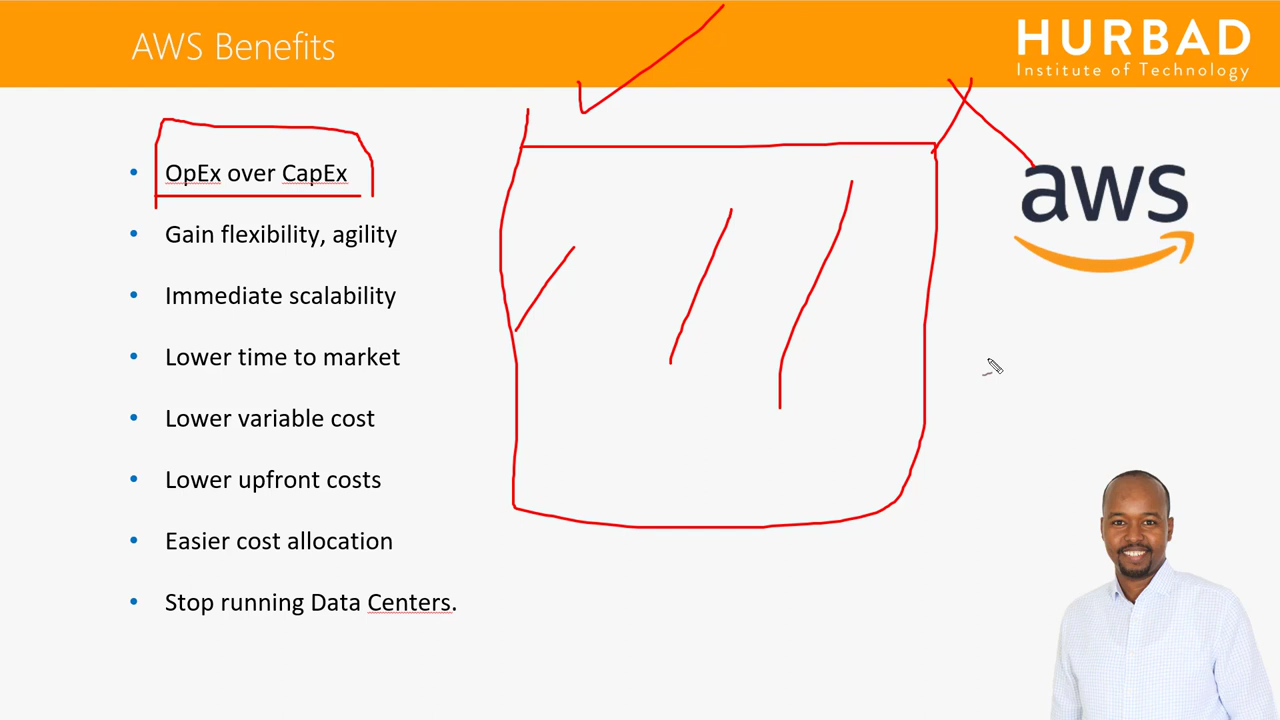 AWS Benefits
HURBAD
Institute of Technology
• OpEx over CapEx
• Gain flexibility, agility
• Immediate scalability
• Lower time to market
• Lower variable cost
• Lower upfront costs
• Easier cost allocation
• Stop running Data Centers.
aws